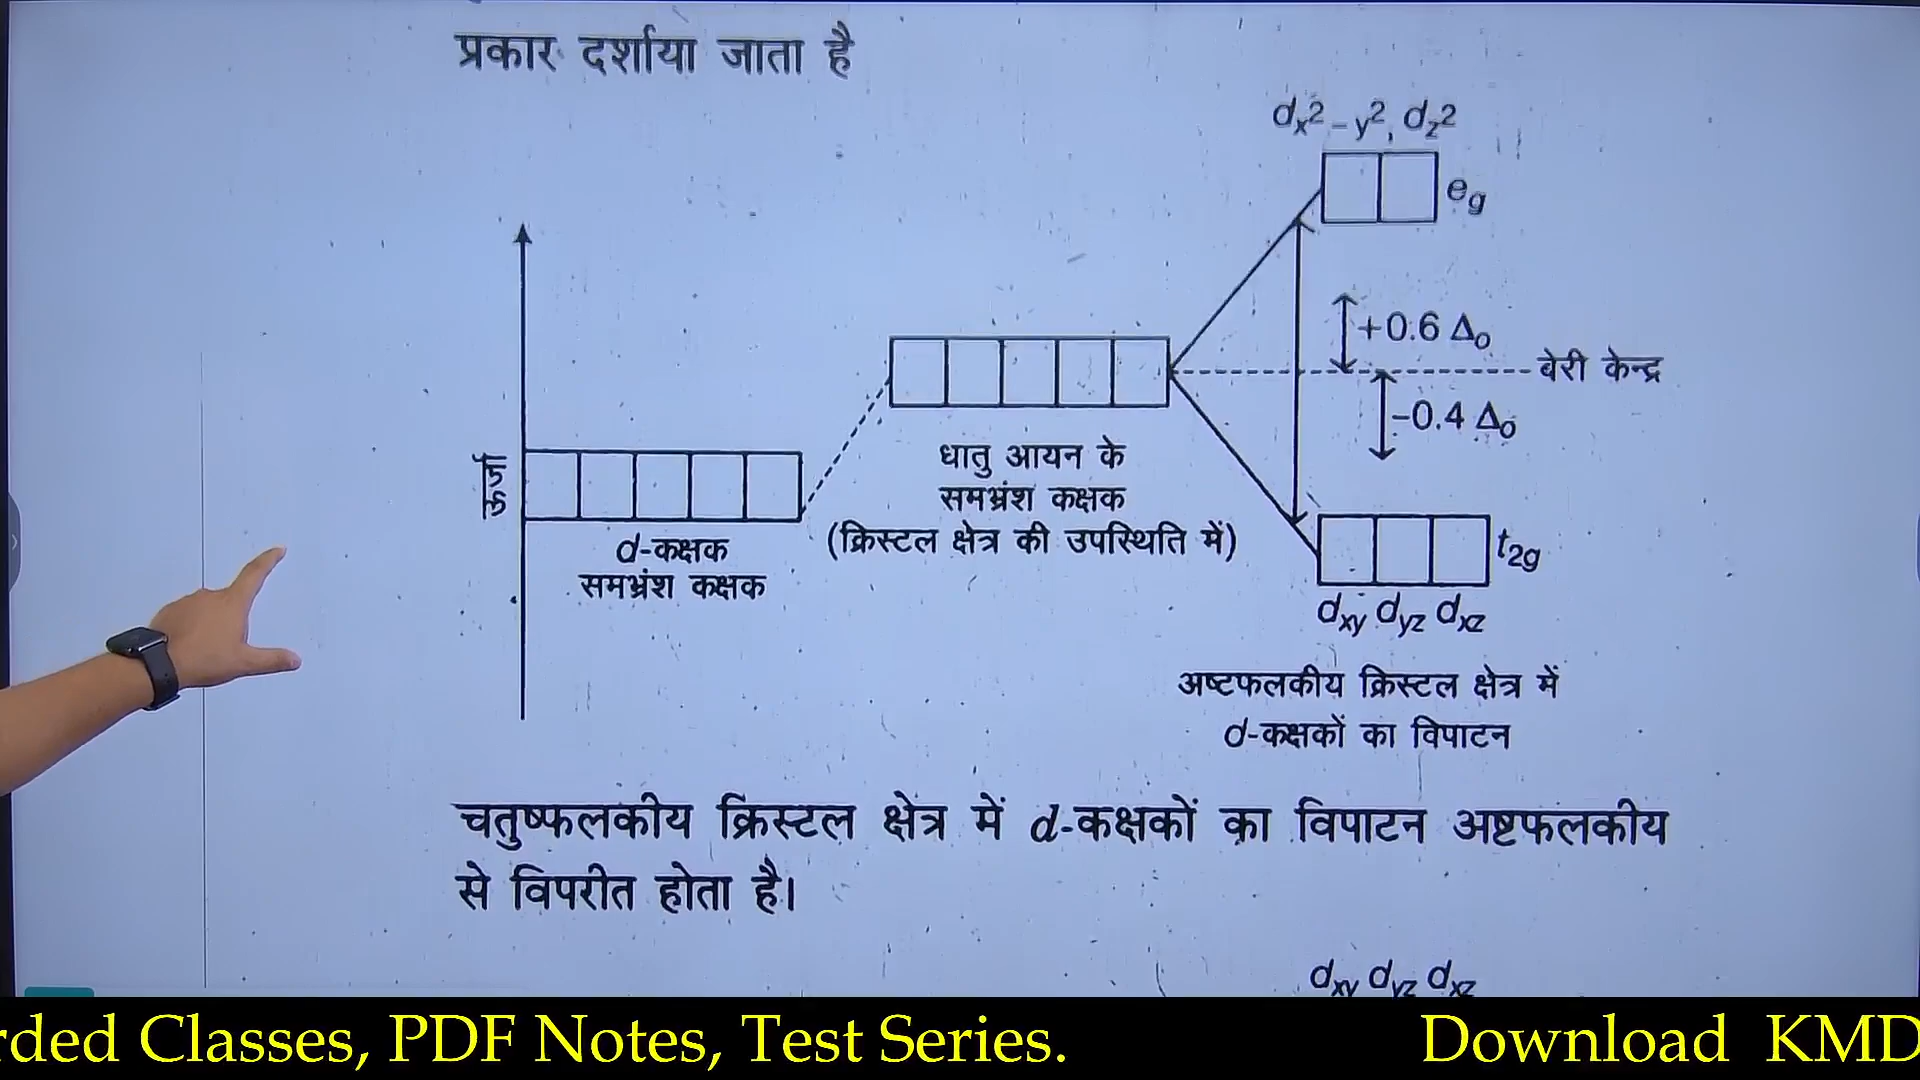 प्रकार दर्शाया जाता है
dx² – y², dz²
eg
+0.6 Δo
बेरी केन्द्र
–0.4 Δo
ऊर्जा
धातु आयन के
समभ्रंश कक्षक
(क्रिस्टल क्षेत्र की उपस्थिति में)
d-कक्षक
समभ्रंश कक्षक
t2g
dxy dyz dxz
अष्टफलकीय क्रिस्टल क्षेत्र में
d-कक्षकों का विपाटन
चतुष्फलकीय क्रिस्टल क्षेत्र में d-कक्षकों का विपाटन अष्टफलकीय
से विपरीत होता है।
dxy dyz dxz
rded Classes, PDF Notes, Test Series. Download KMD